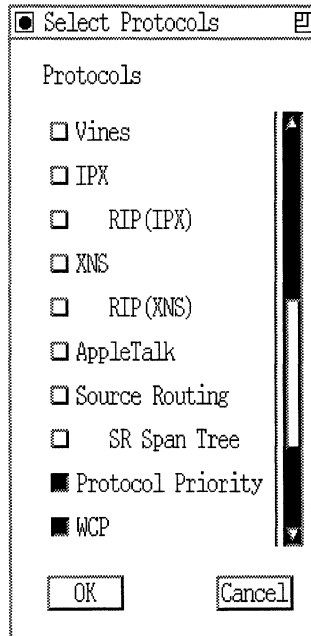 Select Protocols
Protocols
Vines
IPX
RIP(IPX)
XNS
RIP(XNS)
AppleTalk
Source Routing
SR Span Tree
Protocol Priority
WCP
OK Cancel